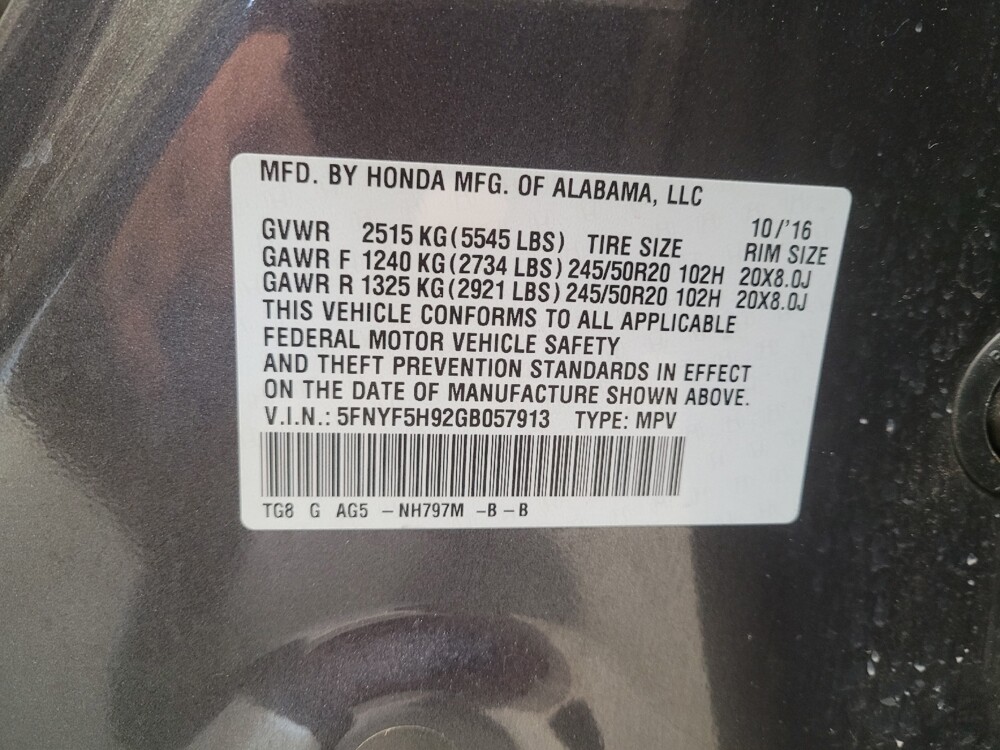 MFD. BY HONDA MFG. OF ALABAMA, LLC
10/'16
GVWR 2515 KG (5545 LBS) TIRE SIZE RIM SIZE
GAWR F 1240 KG (2734 LBS) 245/50R20 102H 20X8.0J
GAWR R 1325 KG (2921 LBS) 245/50R20 102H 20X8.0J
THIS VEHICLE CONFORMS TO ALL APPLICABLE
FEDERAL MOTOR VEHICLE SAFETY
AND THEFT PREVENTION STANDARDS IN EFFECT
ON THE DATE OF MANUFACTURE SHOWN ABOVE.
V.I.N.: 5FNYF5H92GB057913 TYPE: MPV
TG8 G AG5 – NH797M –B – B